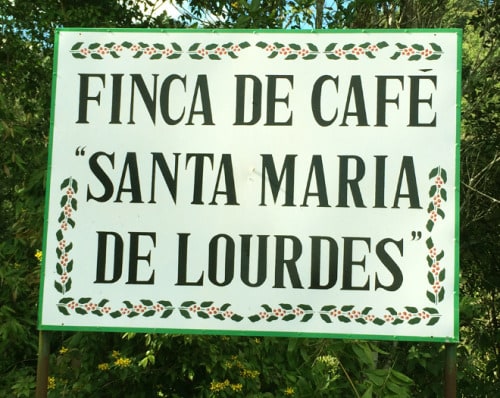 FINCA DE CAFÉ
“SANTA MARIA
DE LOURDES”